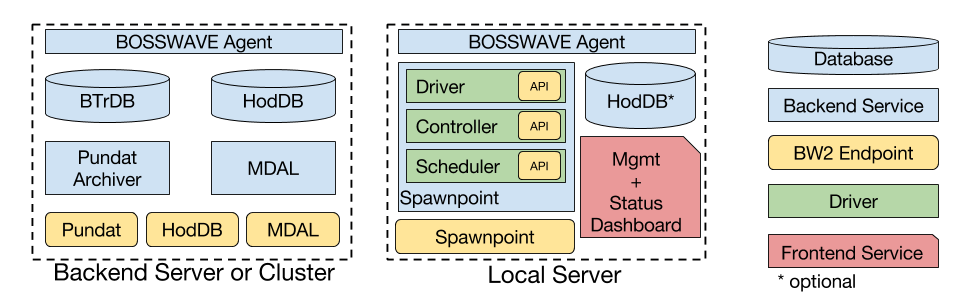 BOSSWAVE Agent
BTrDB
HodDB
Pundat
Archiver
MDAL
Pundat
HodDB
MDAL
Backend Server or Cluster
BOSSWAVE Agent
Driver
API
Controller
API
Scheduler
API
Spawnpoint
HodDB*
Mgmt
+
Status
Dashboard
Spawnpoint
Local Server
Database
Backend Service
BW2 Endpoint
Driver
Frontend Service
* optional